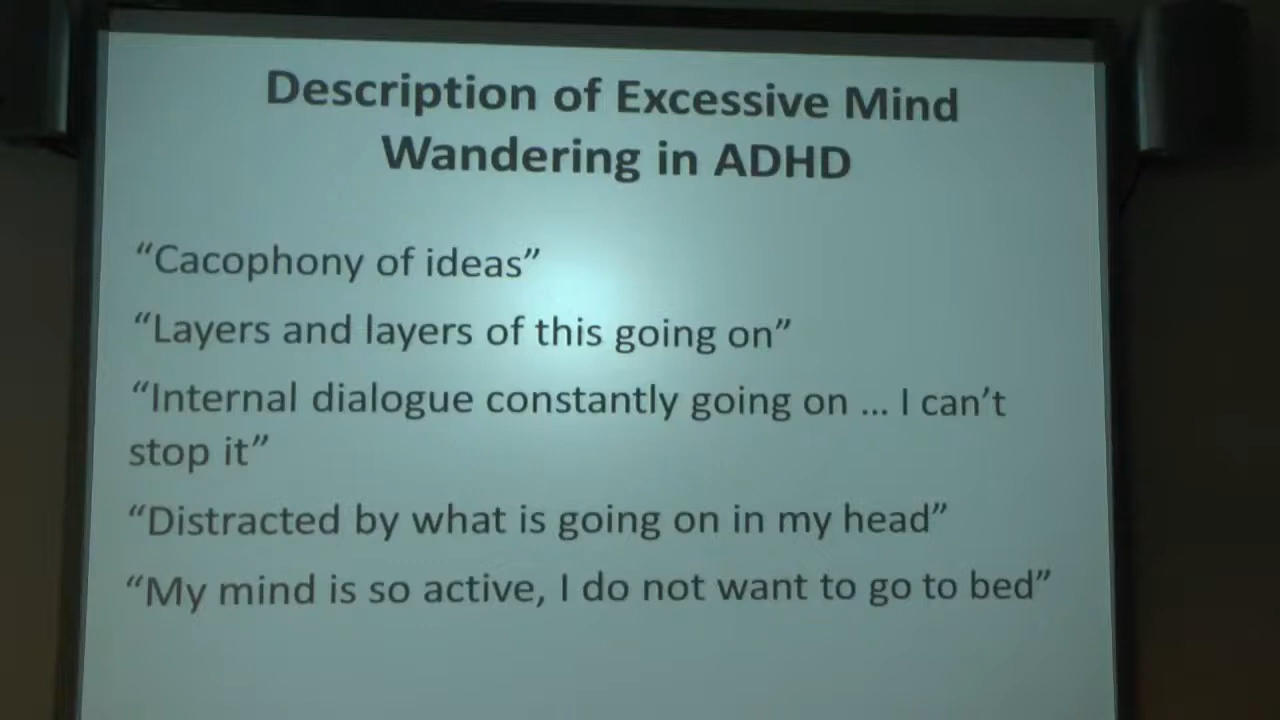 Description of Excessive Mind
Wandering in ADHD
“Cacophony of ideas”
“Layers and layers of this going on”
“Internal dialogue constantly going on ... I can’t
stop it”
“Distracted by what is going on in my head”
“My mind is so active, I do not want to go to bed”